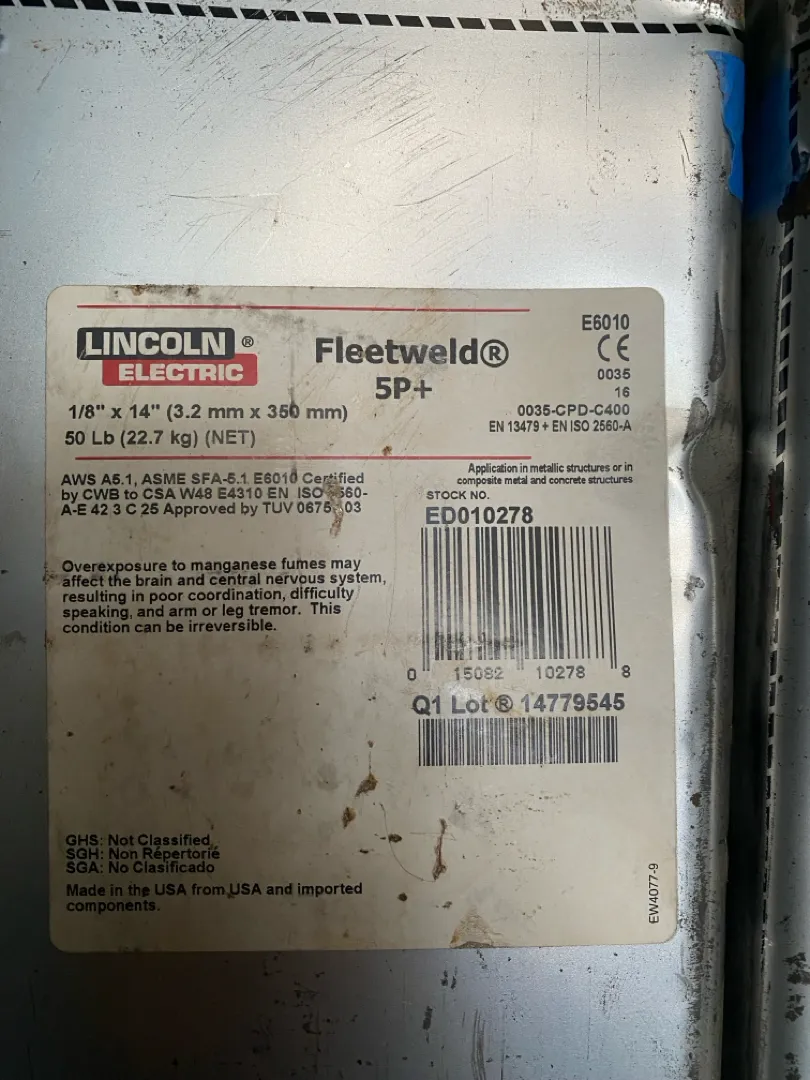 LINCOLN ®
ELECTRIC
Fleetweld®
5P+
E6010
CE
0035
16
0035-CPD-C400
EN 13479 + EN ISO 2560-A
1/8" x 14" (3.2 mm x 350 mm)
50 Lb (22.7 kg) (NET)
AWS A5.1, ASME SFA-5.1 E6010 Certified
by CWB to CSA W48 E4310 EN ISO 560-
A-E 42 3 C 25 Approved by TUV 0675 03
Application in metallic structures or in
composite metal and concrete structures
STOCK NO.
ED010278
Overexposure to manganese fumes may
affect the brain and central nervous system,
resulting in poor coordination, difficulty
speaking, and arm or leg tremor. This
condition can be irreversible.
0 15082 10278 8
Q1 Lot ® 14779545
GHS: Not Classified
SGH: Non Répertorié
SGA: No Clasificado
Made in the USA from USA and imported
components.
EW4077-9